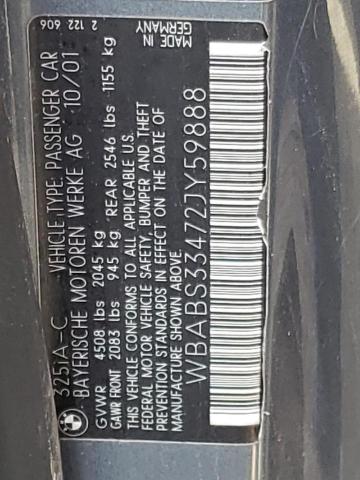 325iA-C VEHICLE TYPE: PASSENGER CAR
BAYERISCHE MOTOREN WERKE AG 10/01
GVWR 4508 lbs 2045 kg
GAWR FRONT 2083 lbs 945 kg REAR 2546 lbs 1155 kg
THIS VEHICLE CONFORMS TO ALL APPLICABLE U.S.
FEDERAL MOTOR VEHICLE SAFETY, BUMPER AND THEFT
PREVENTION STANDARDS IN EFFECT ON THE DATE OF
MANUFACTURE SHOWN ABOVE.
WBABS33472JY59888
2 122 606
MADE IN
GERMANY